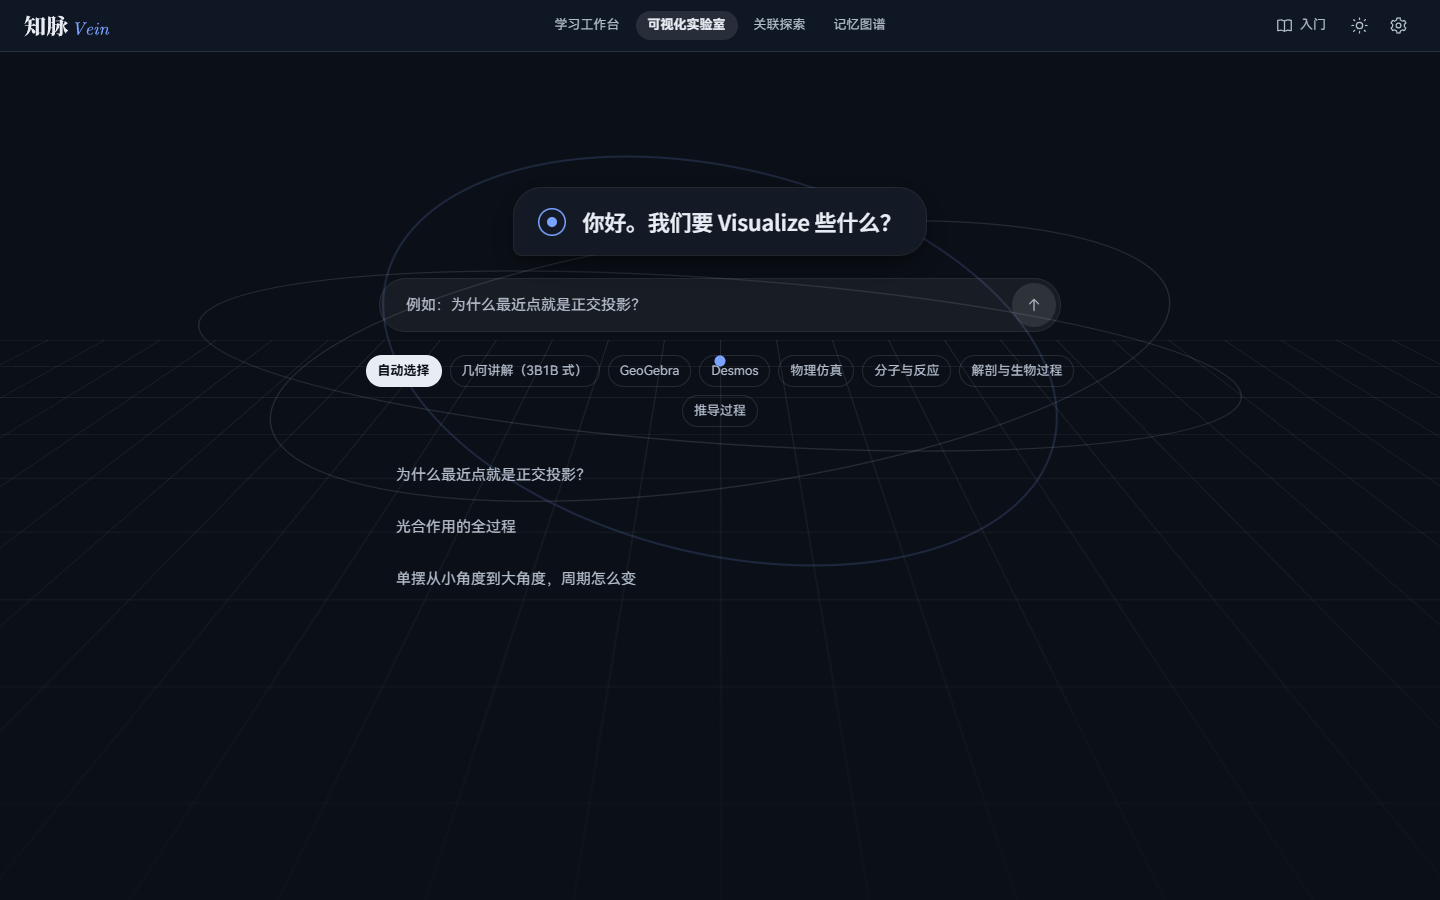 知脉 Vein
学习工作台 可视化实验室 关联探索 记忆图谱
入门
你好。我们要 Visualize 些什么？
例如：为什么最近点就是正交投影？
自动选择 几何讲解（3B1B 式） GeoGebra Desmos 物理仿真 分子与反应 解剖与生物过程
推导过程
为什么最近点就是正交投影？
光合作用的全过程
单摆从小角度到大角度，周期怎么变